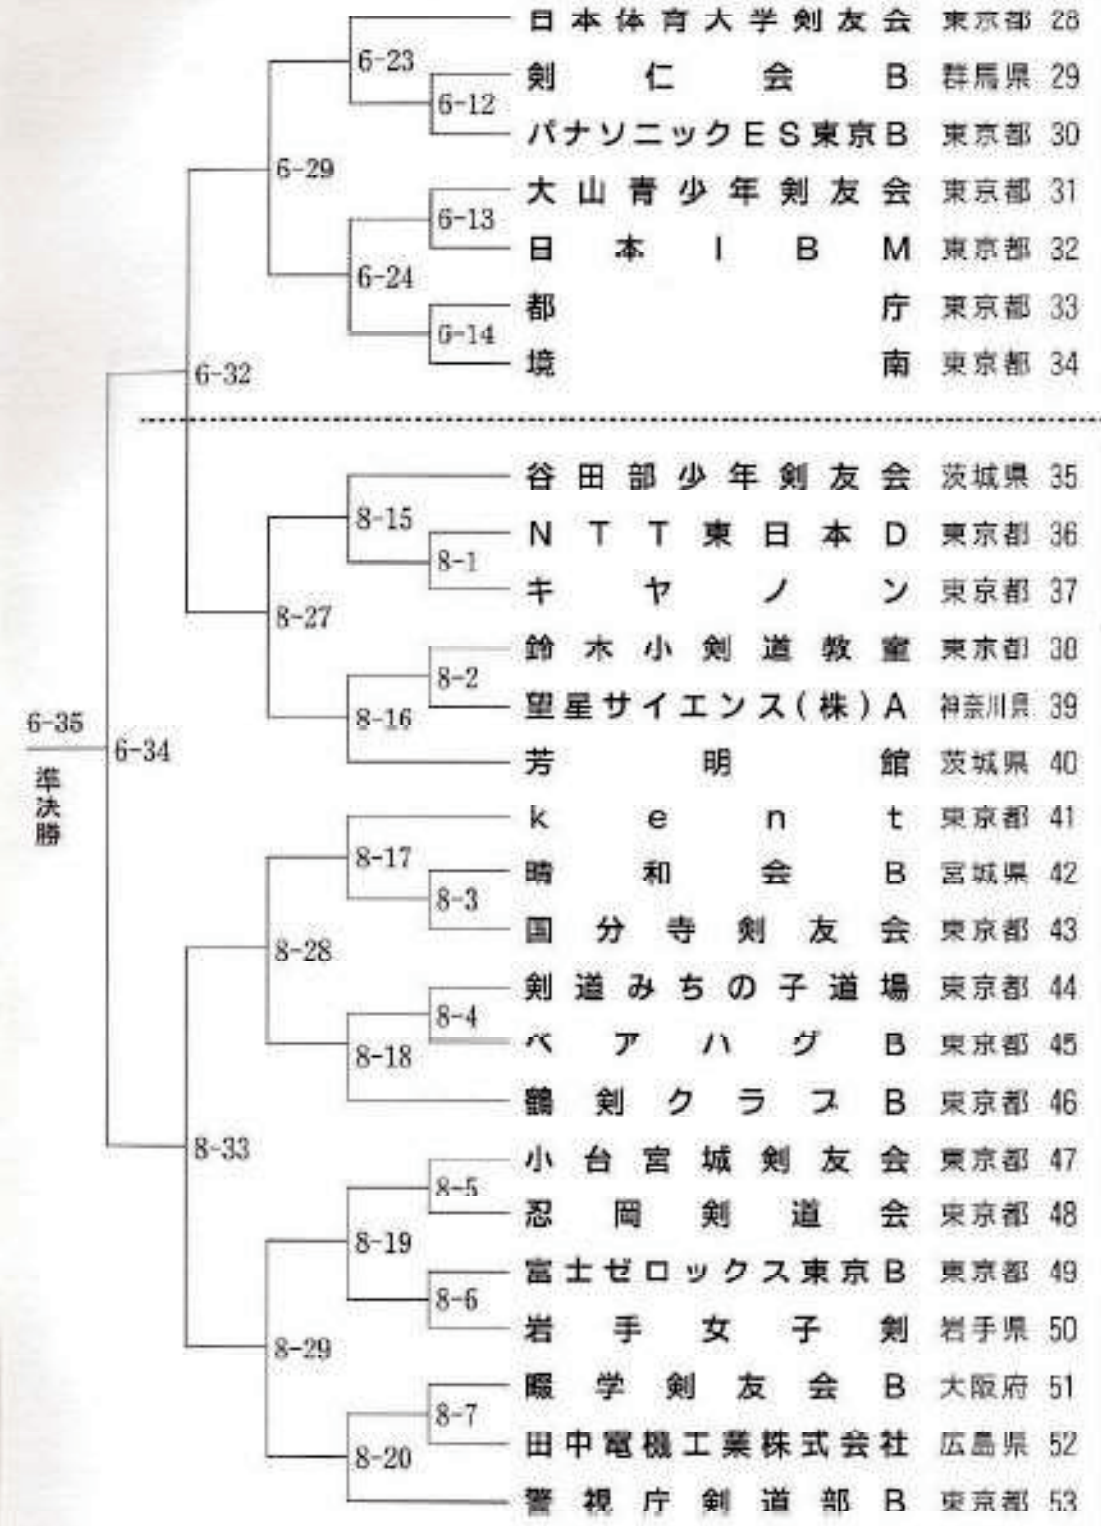 日本体育大学剣友会 東京都 28
6-23
剣仁会B 群馬県 29
6-12
パナソニックES東京B 東京都 30
6-29
大山青少年剣友会 東京都 31
6-13
日本IBM 東京都 32
6-24
都庁 東京都 33
6-14
境南 東京都 34
6-32
谷田部少年剣友会 茨城県 35
8-15
NTT東日本D 東京都 36
8-1
キヤノン 東京都 37
8-27
鈴木小剣道教室 東京都 38
8-2
望星サイエンス(株)A 神奈川県 39
8-16
6-35
準決勝
6-34
芳明館 茨城県 40
kent 東京都 41
8-17
晴和会B 宮城県 42
8-3
国分寺剣友会 東京都 43
8-28
剣道みちの子道場 東京都 44
8-4
ベアハグB 東京都 45
8-18
鶴剣クラブB 東京都 46
8-33
小台宮城剣友会 東京都 47
8-5
忍岡剣道会 東京都 48
8-19
富士ゼロックス東京B 東京都 49
8-6
岩手女子剣 岩手県 50
8-29
畷学剣友会B 大阪府 51
8-7
田中電機工業株式会社 広島県 52
8-20
警視庁剣道部B 東京都 53